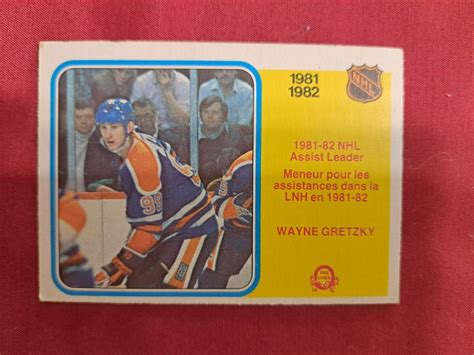 1981
1982
NHL
1981-82 NHL
Assist Leader
Meneur pour les
assistances dans la
LNH en 1981-82
WAYNE GRETZKY
99